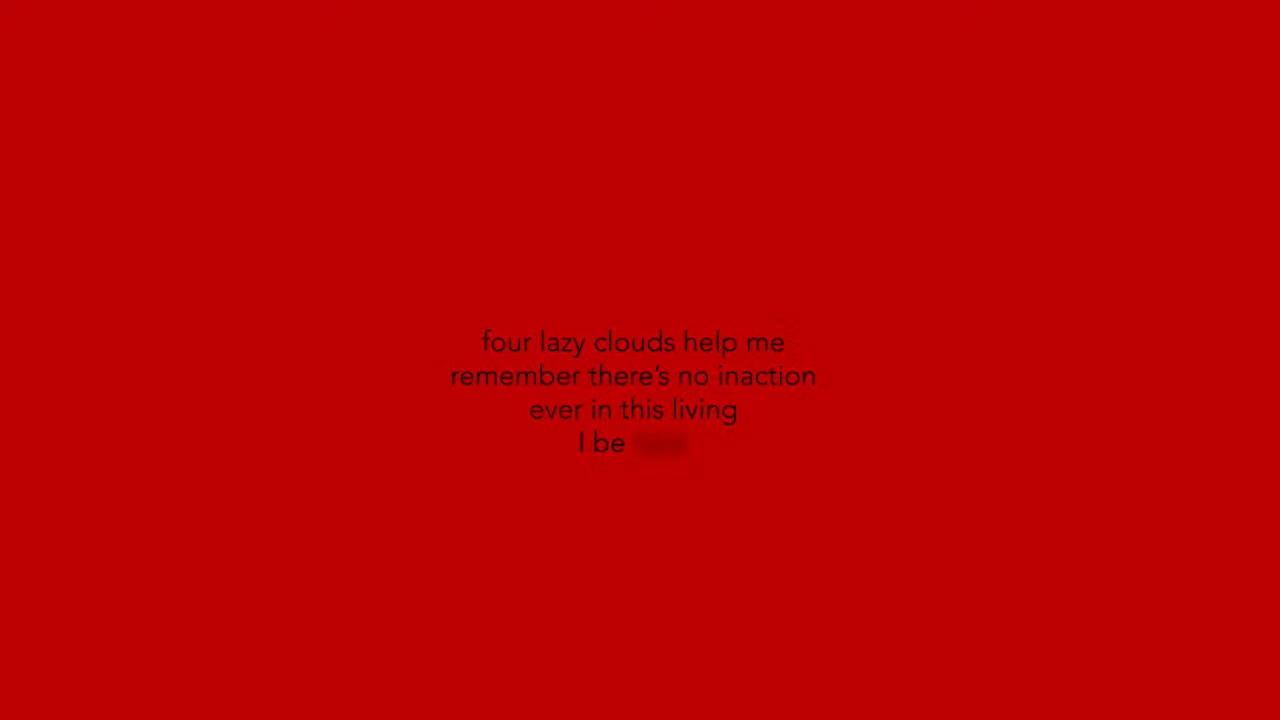 four lazy clouds help me
remember there’s no inaction
ever in this living
I be